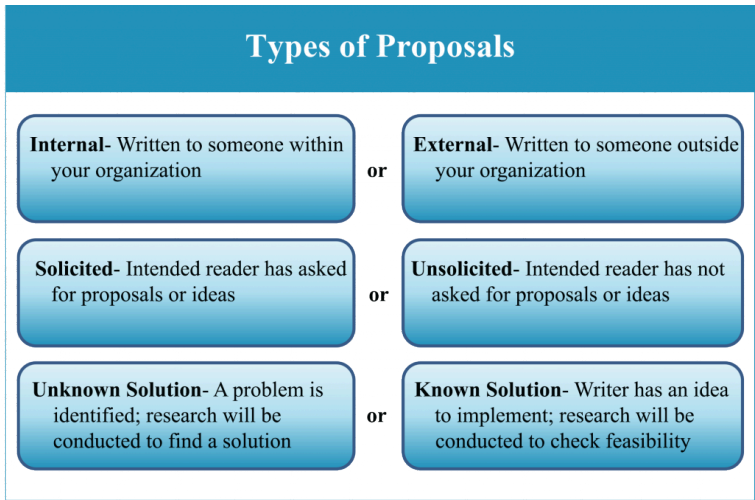 Types of Proposals
Internal- Written to someone within
your organization
or
External- Written to someone outside
your organization
Solicited- Intended reader has asked
for proposals or ideas
or
Unsolicited- Intended reader has not
asked for proposals or ideas
Unknown Solution- A problem is
identified; research will be
conducted to find a solution
or
Known Solution- Writer has an idea
to implement; research will be
conducted to check feasibility